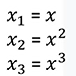 x₁ = x
x₂ = x²
x₃ = x³